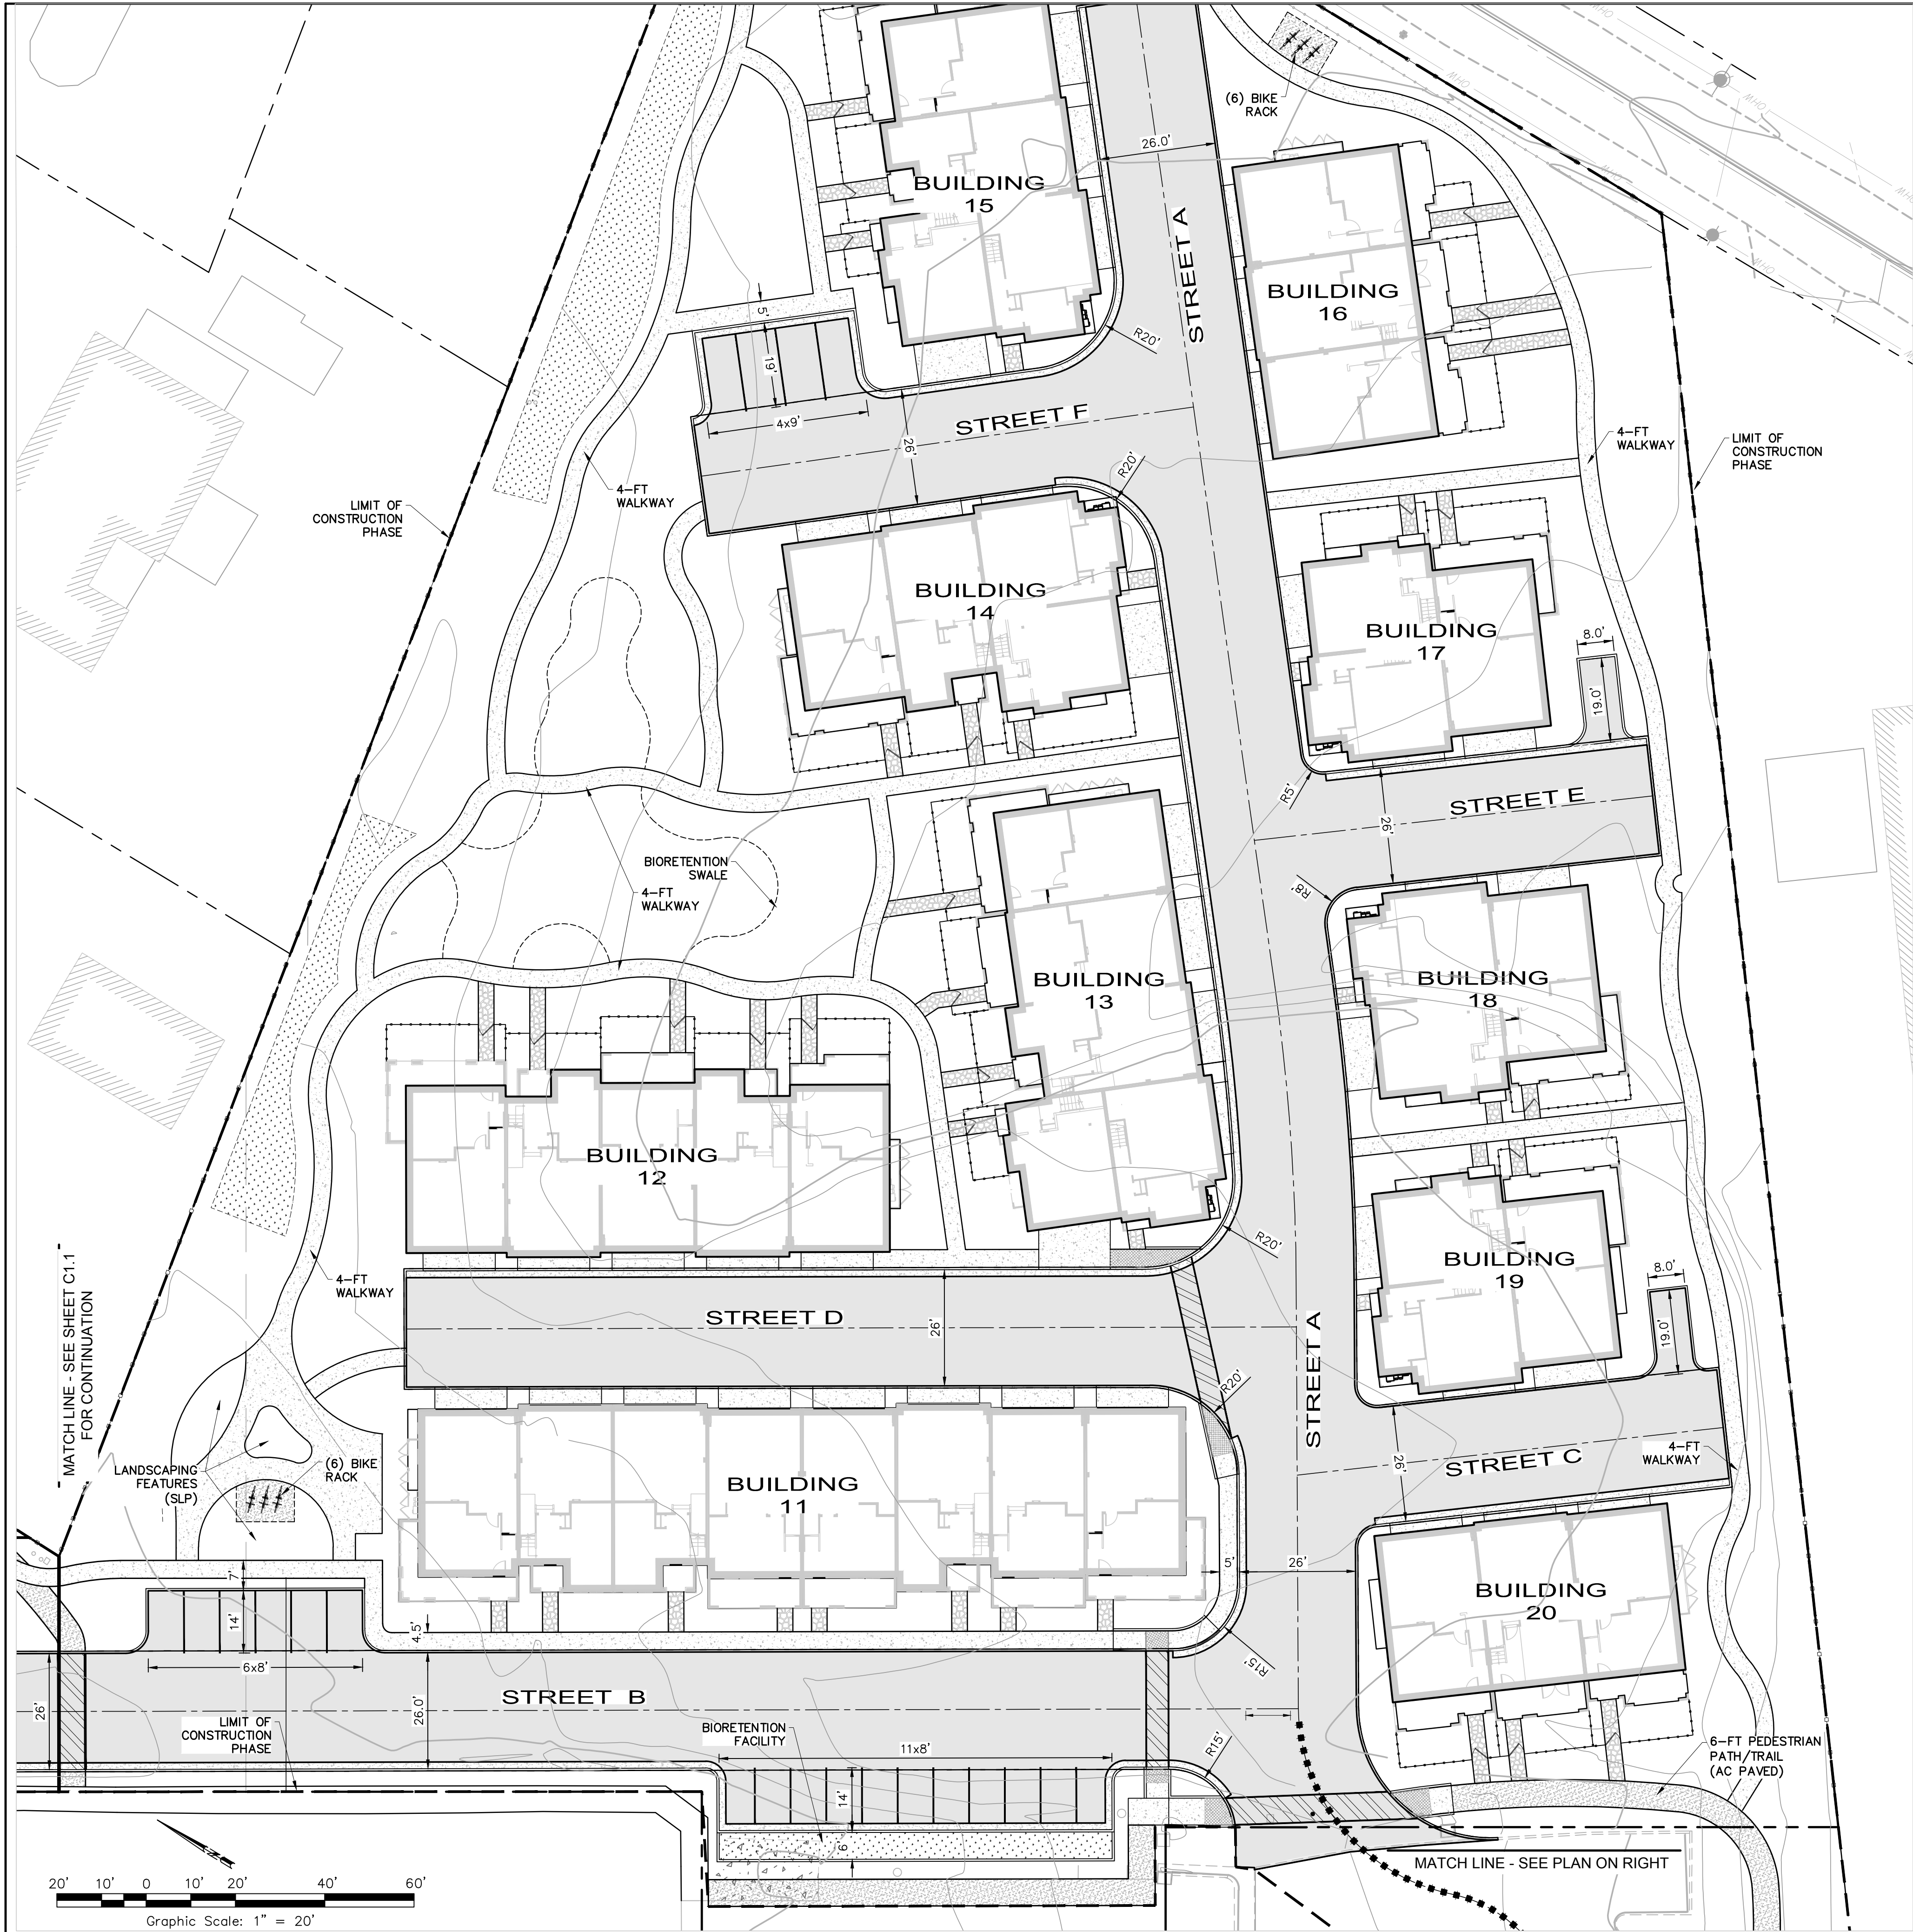 (6) BIKE
RACK
OHW
OHW
OHW
OHW
OHW
26.0'
BUILDING
15
STREET A
BUILDING
16
5'
R20'
19'
4x9'
STREET F
26'
R20'
4-FT
WALKWAY
LIMIT OF
CONSTRUCTION
PHASE
4-FT
WALKWAY
LIMIT OF
CONSTRUCTION
PHASE
BUILDING
14
BUILDING
17
8.0'
19.0'
R5'
STREET E
26'
BIORETENTION
SWALE
4-FT
WALKWAY
R8'
BUILDING
13
BUILDING
18
BUILDING
12
R20'
BUILDING
19
8.0'
19.0'
MATCH LINE - SEE SHEET C1.1
FOR CONTINUATION
4-FT
WALKWAY
STREET D
26'
STREET A
R20'
LANDSCAPING
FEATURES
(SLP)
(6) BIKE
RACK
BUILDING
11
26'
STREET C
4-FT
WALKWAY
5'
26'
BUILDING
20
7'
14'
4.5'
6x8'
R15'
26'
STREET B
26.0'
LIMIT OF
CONSTRUCTION
PHASE
BIORETENTION
FACILITY
11x8'
R15'
14'
6'
6-FT PEDESTRIAN
PATH/TRAIL
(AC PAVED)
MATCH LINE - SEE PLAN ON RIGHT
20' 10' 0 10' 20' 40' 60'
Graphic Scale: 1" = 20'